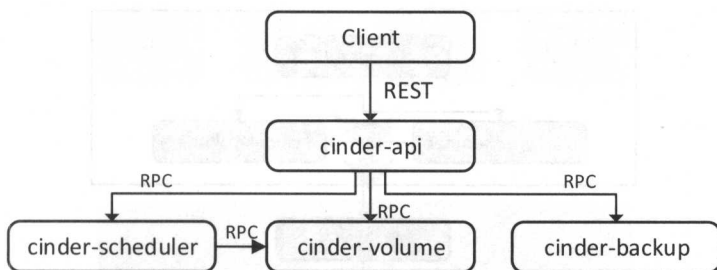 Client
REST
cinder-api
RPC
RPC
RPC
cinder-scheduler
RPC
cinder-volume
cinder-backup